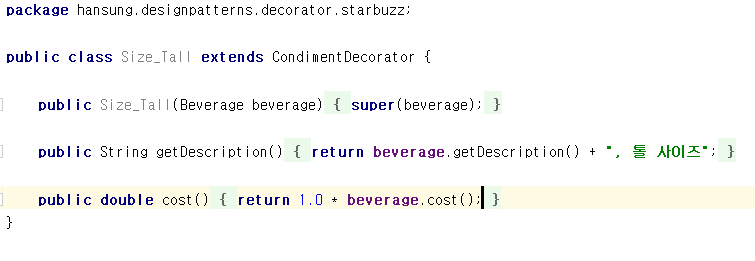 package hansung.designpatterns.decorator.starbuzz;
public class Size_Tall extends CondimentDecorator {
public Size_Tall(Beverage beverage) { super(beverage); }
public String getDescription() { return beverage.getDescription() + ", 톨 사이즈"; }
public double cost() { return 1.0 * beverage.cost(); }
}